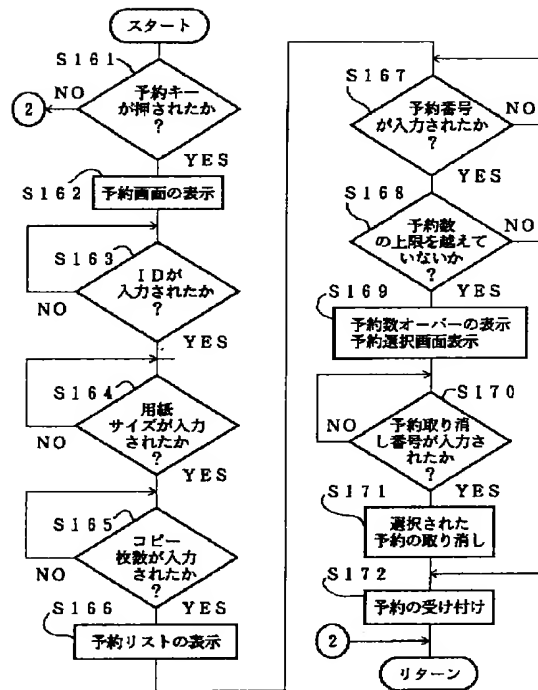 スタート
S161
予約キー
が押されたか
?
NO
2
YES
S162
予約画面の表示
S163
IDが
入力されたか
?
NO
YES
S164
用紙
サイズが入力
されたか
?
NO
YES
S165
コピー
枚数が入力
されたか
?
NO
YES
S166
予約リストの表示
S167
予約番号
が入力されたか
?
NO
YES
S168
予約数
の上限を越えて
いないか
?
NO
YES
S169
予約数オーバーの表示
予約選択画面表示
S170
予約取り消
し番号が入力さ
れたか
?
NO
YES
S171
選択された
予約の取り消し
S172
予約の受け付け
2
リターン